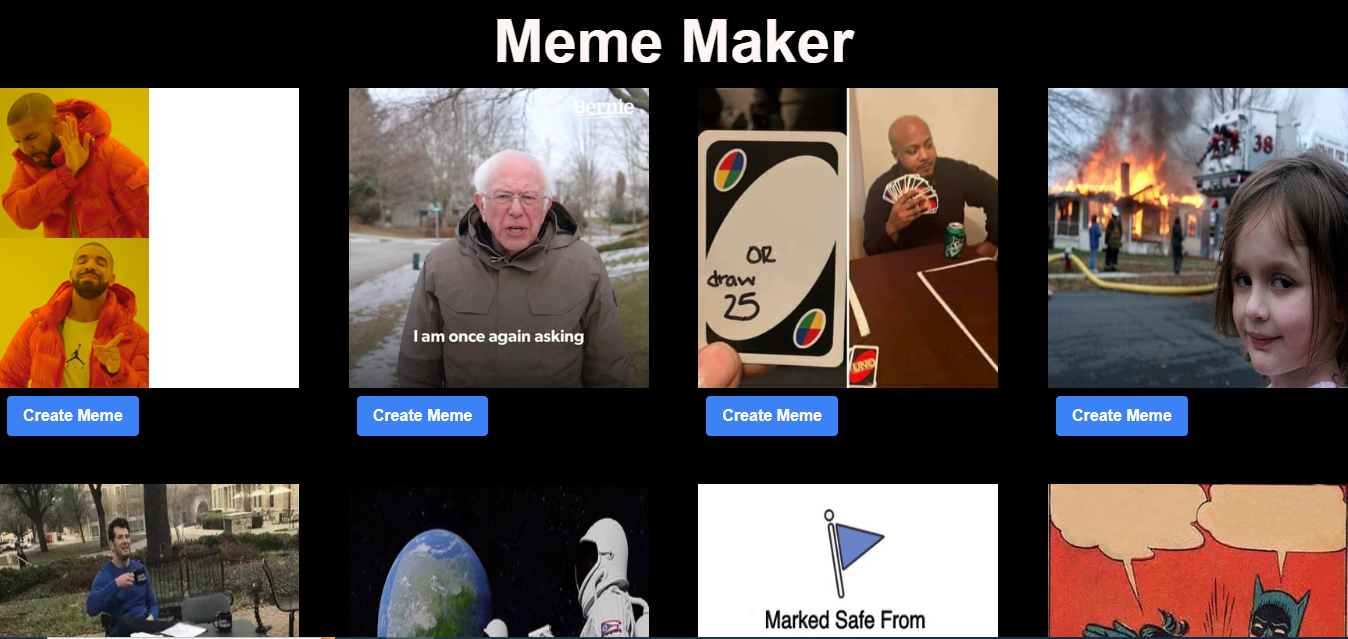 Meme Maker
Bernie
I am once again asking
OR
draw
25
UNO
38
Create Meme
Create Meme
Create Meme
Create Meme
Marked Safe From